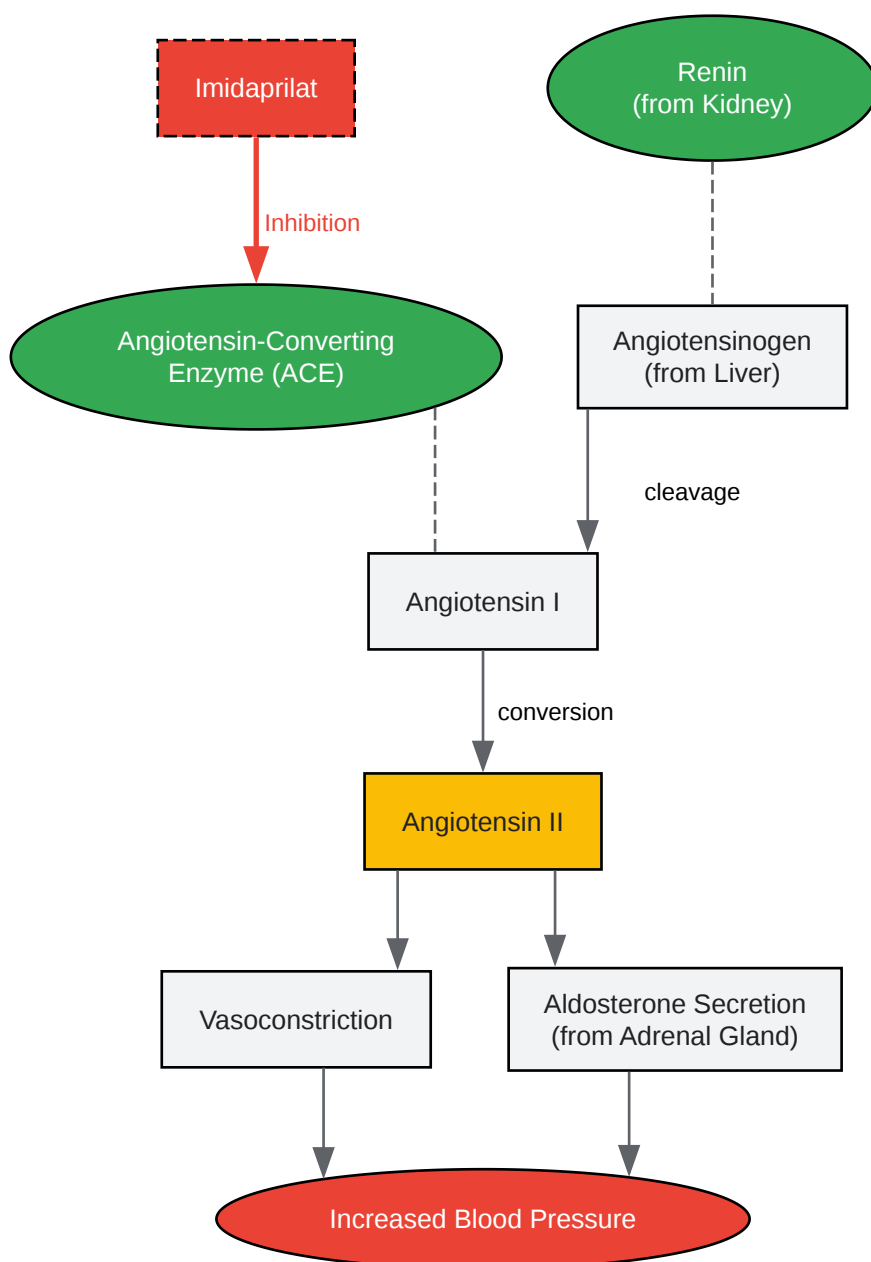 Imidaprilat
Renin
(from Kidney)
Inhibition
Angiotensin-Converting
Enzyme (ACE)
Angiotensinogen
(from Liver)
cleavage
Angiotensin I
conversion
Angiotensin II
Vasoconstriction
Aldosterone Secretion
(from Adrenal Gland)
Increased Blood Pressure